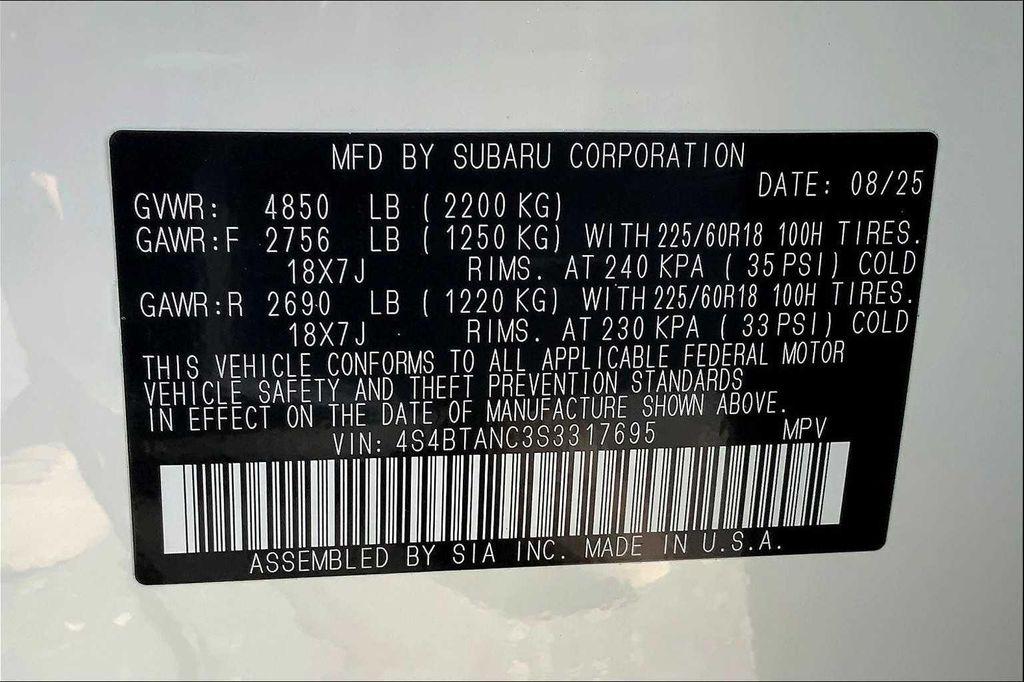 MFD BY SUBARU CORPORATION
DATE: 08/25
GVWR: 4850 LB (2200 KG)
GAWR:F 2756 LB (1250 KG) WITH 225/60R18 100H TIRES.
18X7J RIMS. AT 240 KPA (35 PSI) COLD
GAWR:R 2690 LB (1220 KG) WITH 225/60R18 100H TIRES.
18X7J RIMS. AT 230 KPA (33 PSI) COLD
THIS VEHICLE CONFORMS TO ALL APPLICABLE FEDERAL MOTOR
VEHICLE SAFETY AND THEFT PREVENTION STANDARDS
IN EFFECT ON THE DATE OF MANUFACTURE SHOWN ABOVE.
VIN: 4S4BTANC3S3317695 MPV
ASSEMBLED BY SIA INC. MADE IN U.S.A.